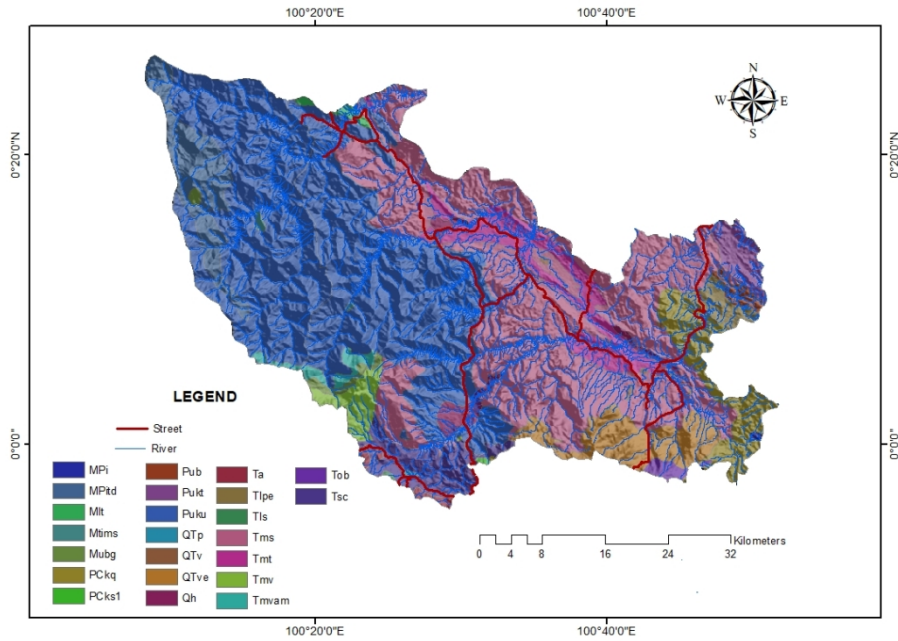 100°20'0"E 100°40'0"E
N
W E
S
0°20'0"N 0°20'0"N
0°0'0" 0°0'0"
LEGEND
Street
River
MPi
MPitd
Mlt
Mtims
Mubg
PCkq
PCks1
Pub
Pukt
Puku
QTp
QTv
QTve
Qh
Ta
Tlpe
Tls
Tms
Tmt
Tmv
Tmvam
Tob
Tsc
Kilometers
0 4 8 16 24 32
100°20'0"E 100°40'0"E